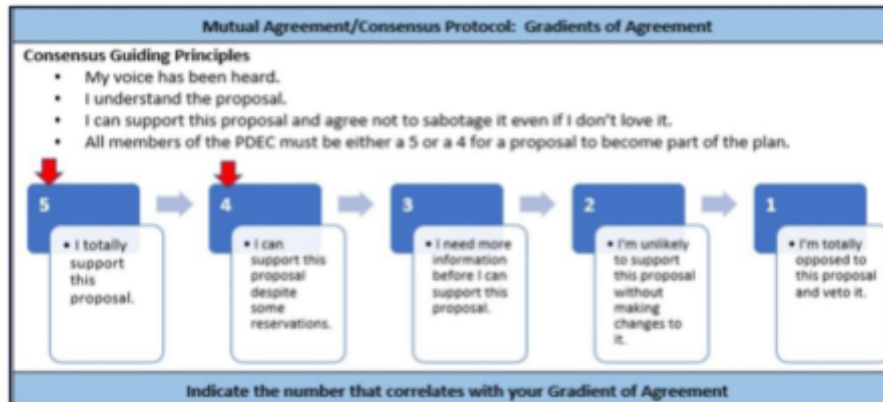 Mutual Agreement/Consensus Protocol: Gradients of Agreement
Consensus Guiding Principles
• My voice has been heard.
• I understand the proposal.
• I can support this proposal and agree not to sabotage it even if I don't love it.
• All members of the PDEC must be either a 5 or a 4 for a proposal to become part of the plan.
5
• I totally
support
this
proposal.
4
• I can
support this
proposal
despite
some
reservations.
3
• I need more
information
before I can
support this
proposal.
2
• I'm unlikely
to support
this proposal
without
making
changes to
it.
1
• I'm totally
opposed to
this proposal
and veto it.
Indicate the number that correlates with your Gradient of Agreement